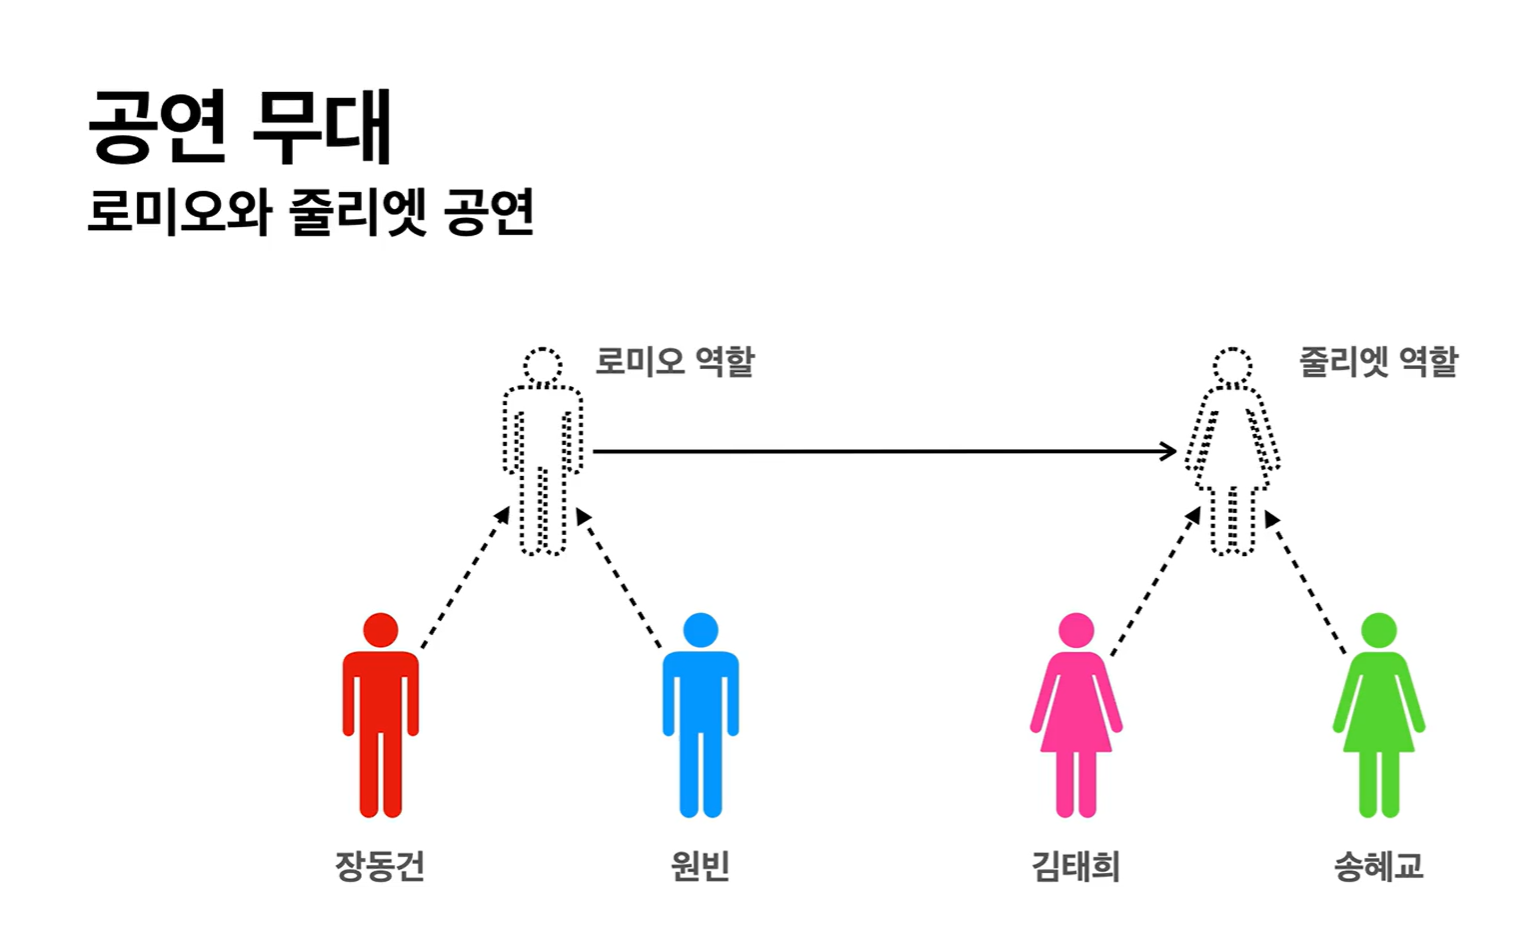 공연 무대
로미오와 줄리엣 공연
로미오 역할
줄리엣 역할
장동건
원빈
김태희
송혜교